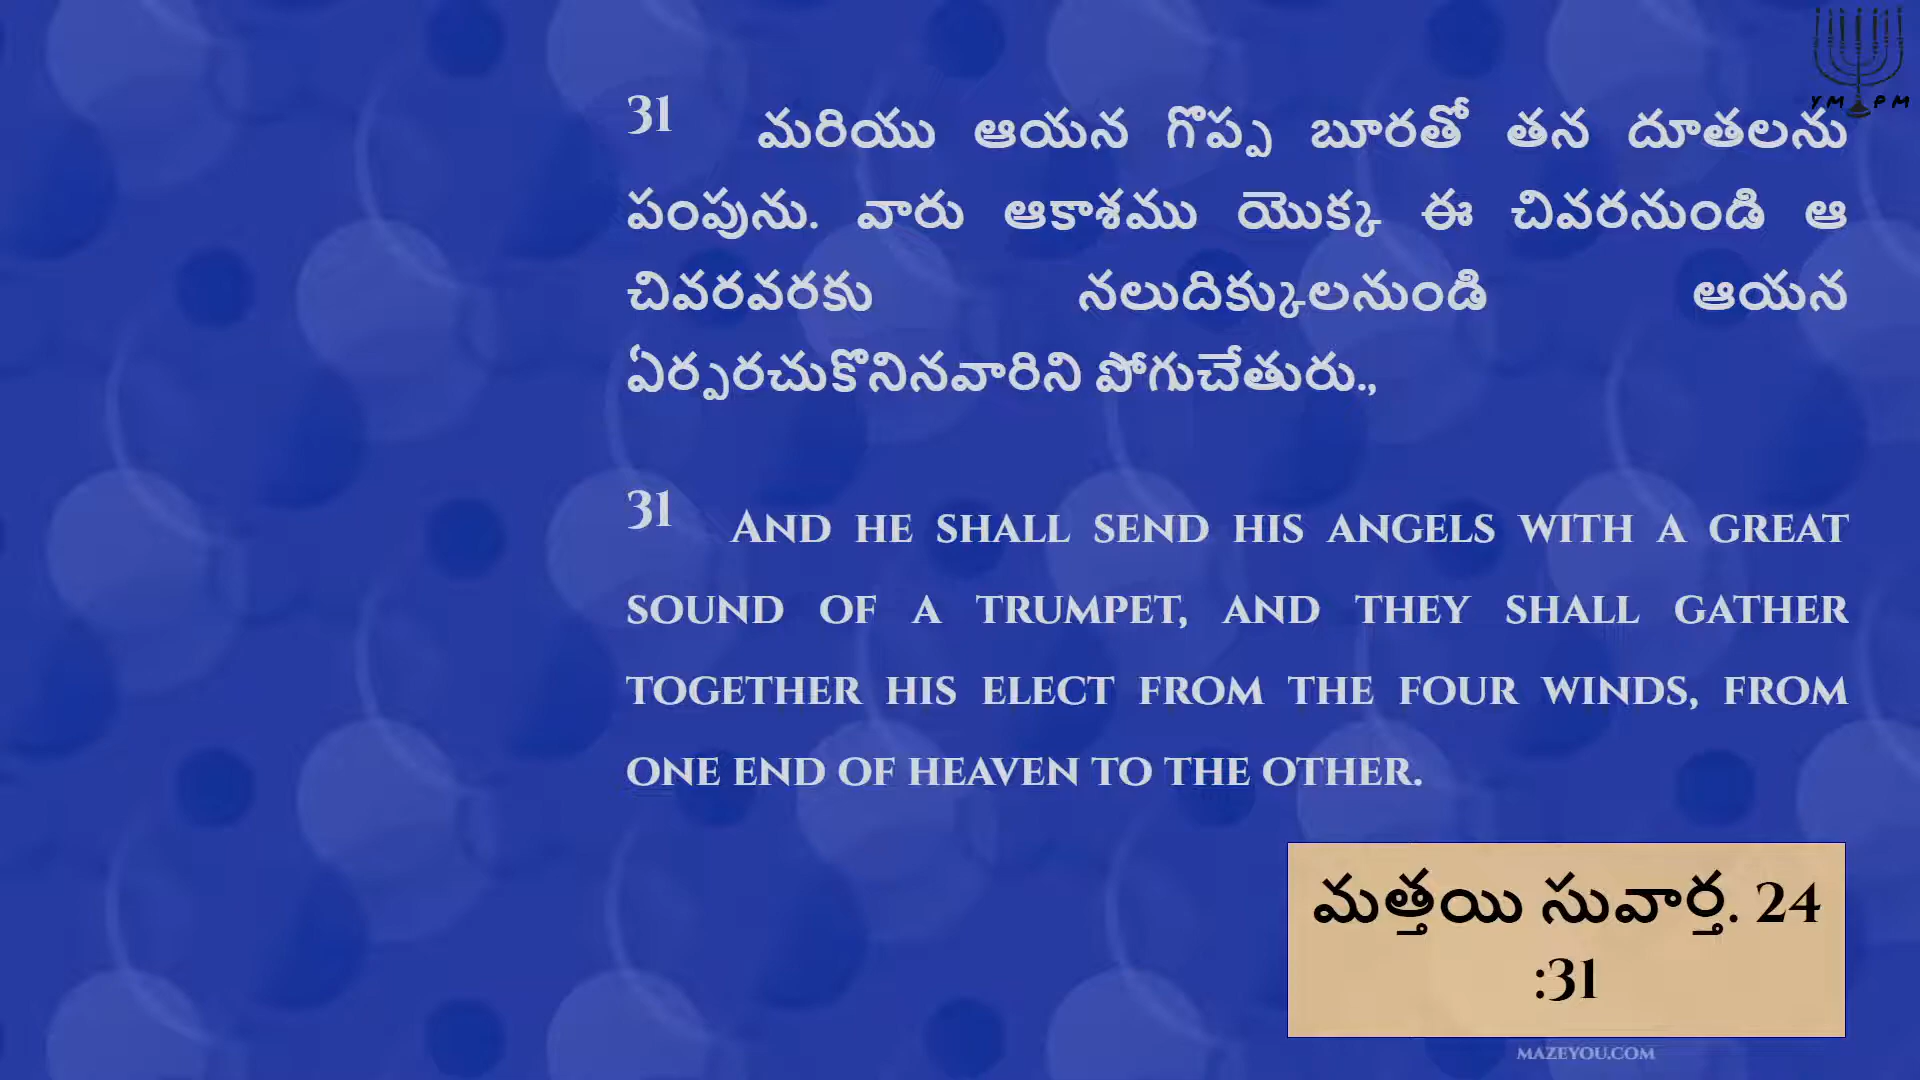 Y M P M
31 మరియు ఆయన గొప్ప బూరతో తన దూతలను
పంపును. వారు ఆకాశము యొక్క ఈ చివరనుండి ఆ
చివరవరకు నలుదిక్కులనుండి ఆయన
ఏర్పరచుకొనినవారిని పోగుచేతురు.,
31 And he shall send his angels with a great
sound of a trumpet, and they shall gather
together his elect from the four winds, from
one end of heaven to the other.
మత్తయి సువార్త. 24
:31
MAZEYOU.COM